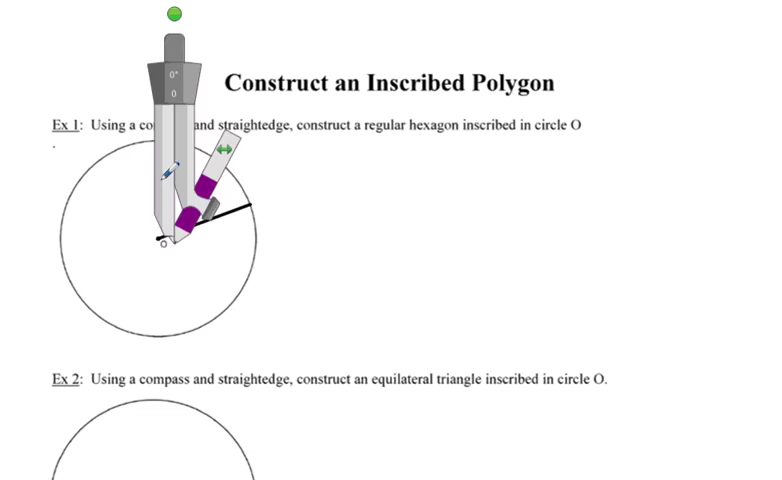 0°
0
Construct an Inscribed Polygon
Ex 1: Using a and straightedge, construct a regular hexagon inscribed in circle O
.
O
Ex 2: Using a compass and straightedge, construct an equilateral triangle inscribed in circle O.